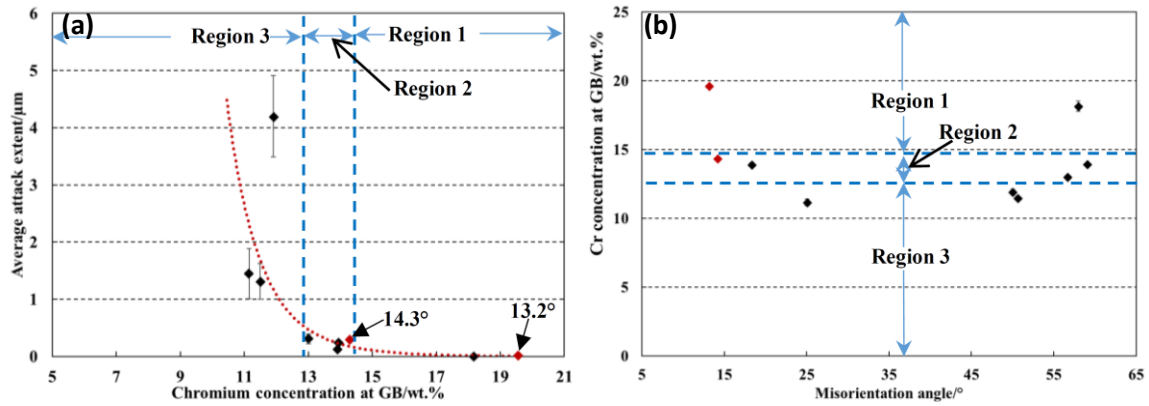 (a)
Region 3
Region 1
Region 2
14.3°
13.2°
6
5
4
3
2
1
0
Average attack extent/μm
5 7 9 11 13 15 17 19 21
Chromium concentration at GB/wt.%
(b)
Region 1
Region 2
Region 3
25
20
15
10
5
0
Cr concentration at GB/wt.%
5 15 25 35 45 55 65
Misorientation angle/°